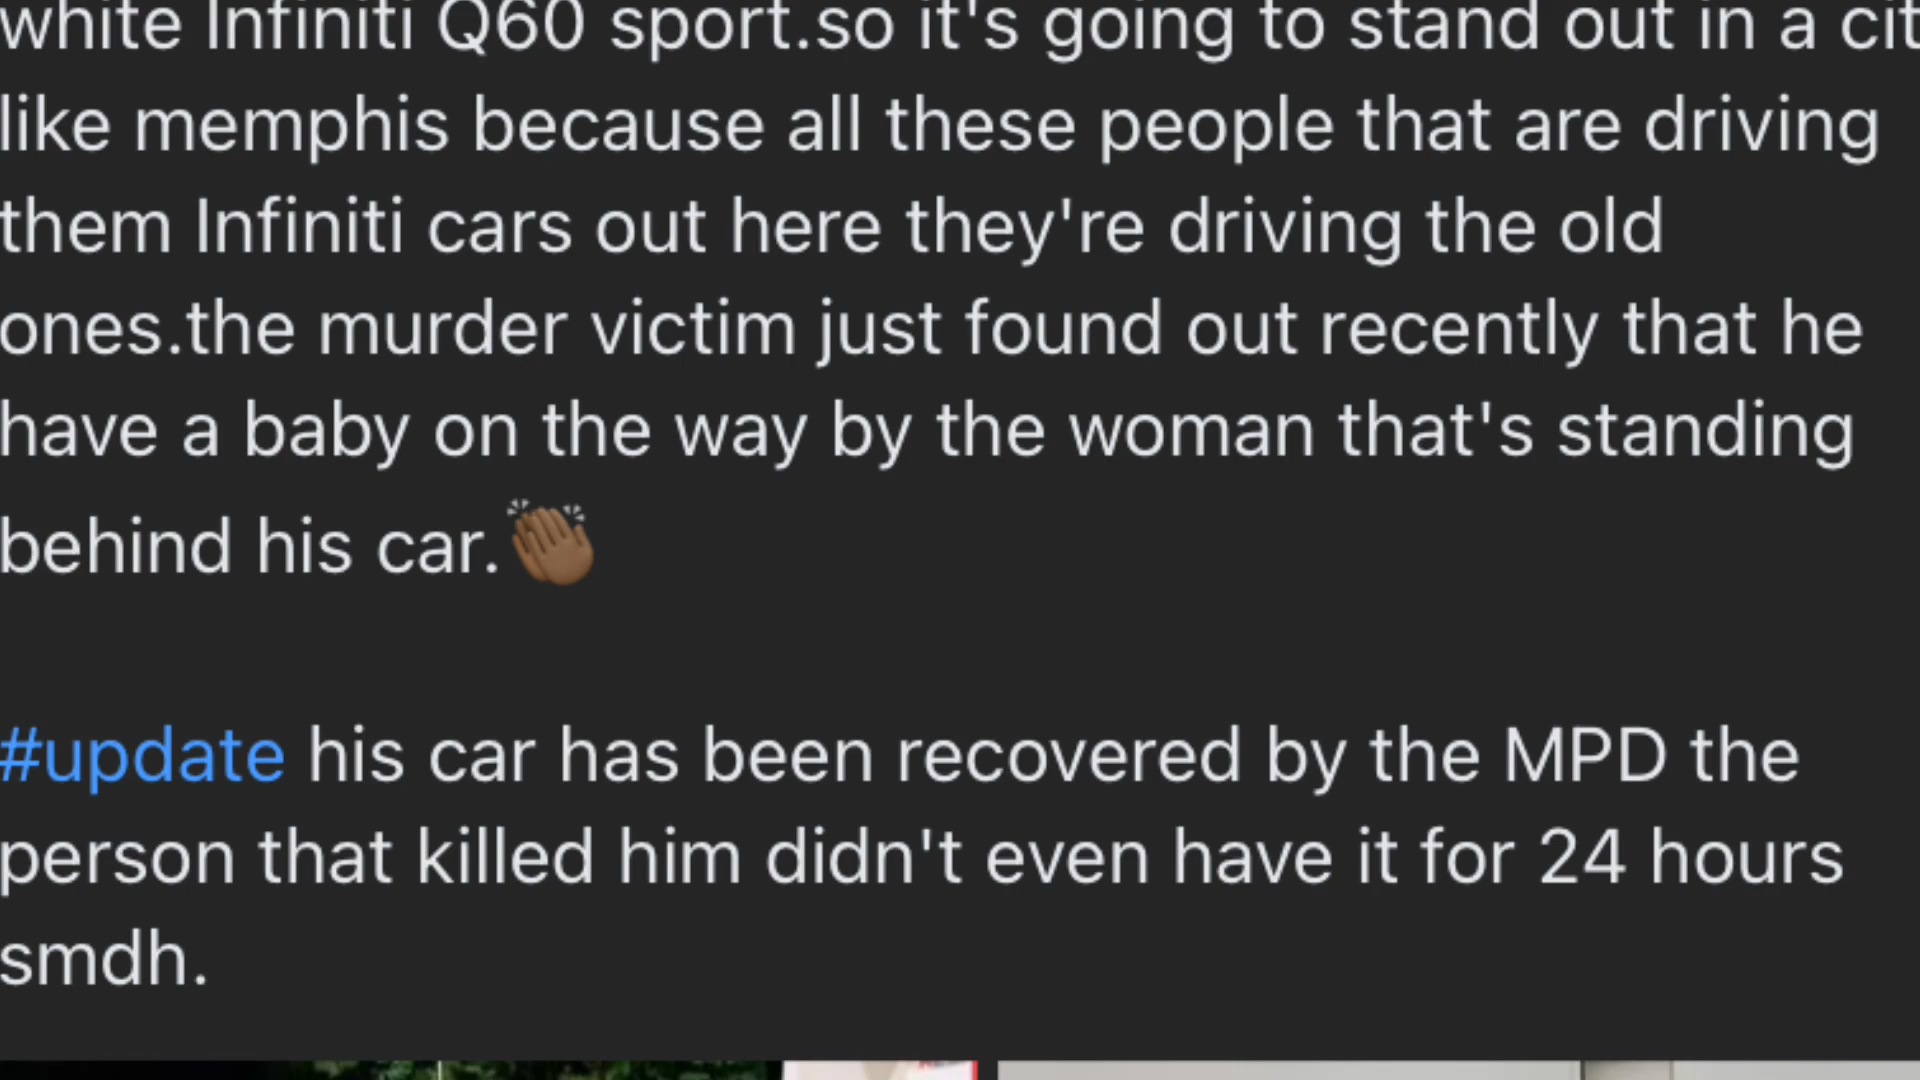 white Infiniti Q60 sport.so it's going to stand out in a cit
like memphis because all these people that are driving
them Infiniti cars out here they're driving the old
ones.the murder victim just found out recently that he
have a baby on the way by the woman that's standing
behind his car.👏🏾
#update his car has been recovered by the MPD the
person that killed him didn't even have it for 24 hours
smdh.